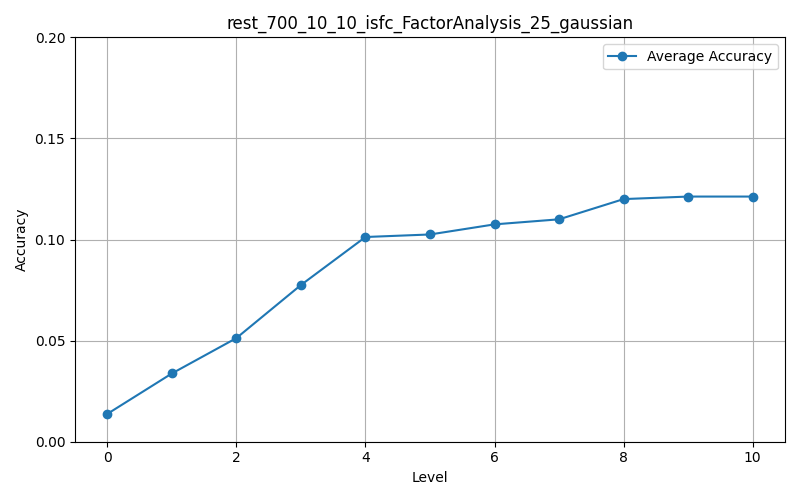 rest_700_10_10_isfc_FactorAnalysis_25_gaussian
Average Accuracy
0.20
0.15
0.10
0.05
0.00
Accuracy
0 2 4 6 8 10
Level